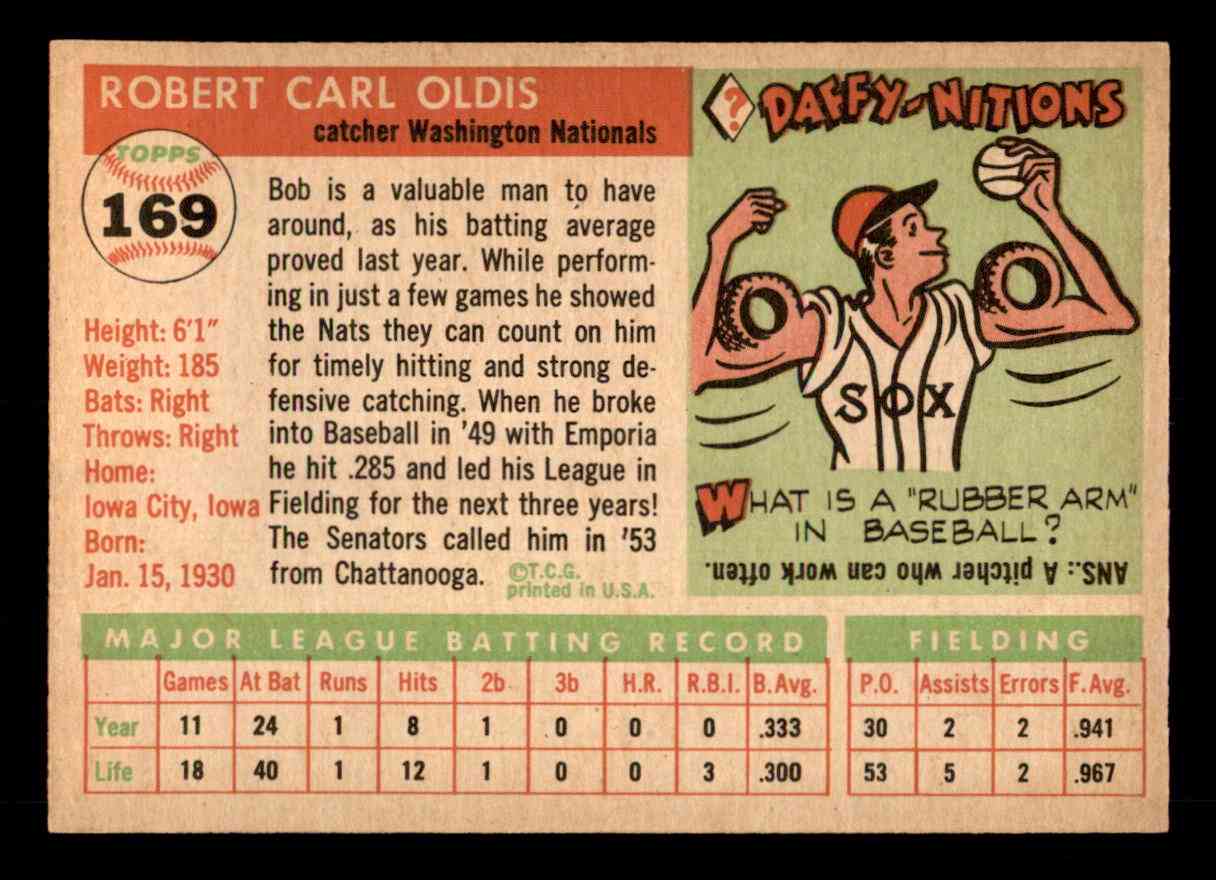 ROBERT CARL OLDIS
catcher Washington Nationals
TOPPS
169
Height: 6'1"
Weight: 185
Bats: Right
Throws: Right
Home:
Iowa City, Iowa
Born:
Jan. 15, 1930
Bob is a valuable man to have
around, as his batting average
proved last year. While perform-
ing in just a few games he showed
the Nats they can count on him
for timely hitting and strong de-
fensive catching. When he broke
into Baseball in '49 with Emporia
he hit .285 and led his League in
Fielding for the next three years!
The Senators called him in '53
from Chattanooga.
©T.C.G.
printed in U.S.A.
? DAFFY-NITIONS
SOX
WHAT IS A "RUBBER ARM"
IN BASEBALL?
ANS.: A pitcher who can work often.
MAJOR LEAGUE BATTING RECORD FIELDING
Games At Bat Runs Hits 2b 3b H.R. R.B.I. B.Avg. P.O. Assists Errors F.Avg.
Year 11 24 1 8 1 0 0 0 .333 30 2 2 .941
Life 18 40 1 12 1 0 0 3 .300 53 5 2 .967